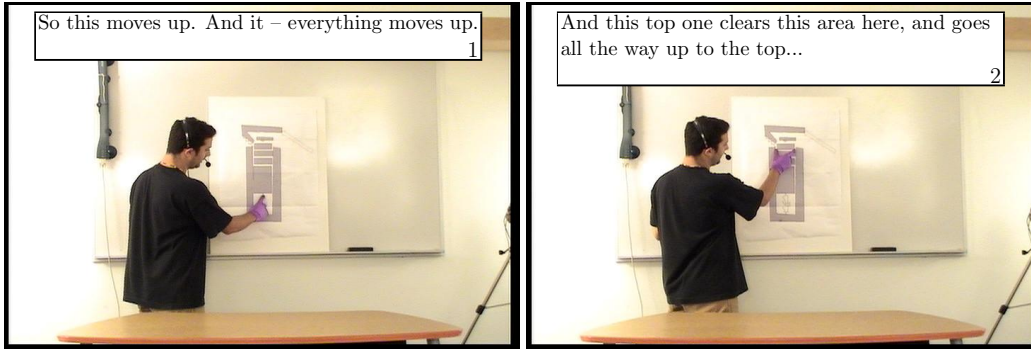 So this moves up. And it – everything moves up.
1
And this top one clears this area here, and goes
all the way up to the top...
2